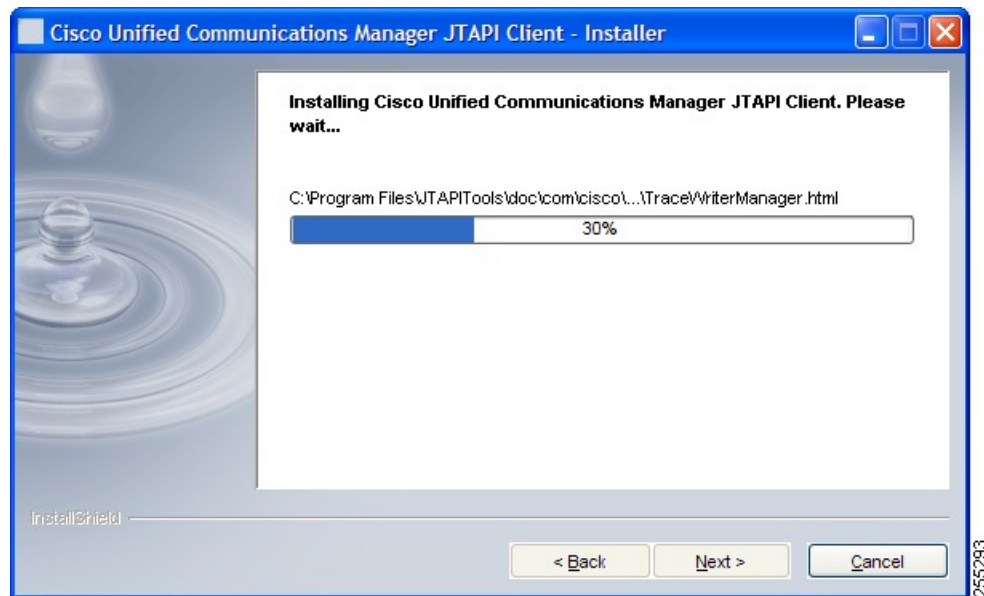 Cisco Unified Communications Manager JTAPI Client - Installer
Installing Cisco Unified Communications Manager JTAPI Client. Please
wait...
C:\Program Files\JTAPITools\doc\com\cisco\...\TraceWriterManager.html
30%
InstallShield
< Back Next > Cancel
255293